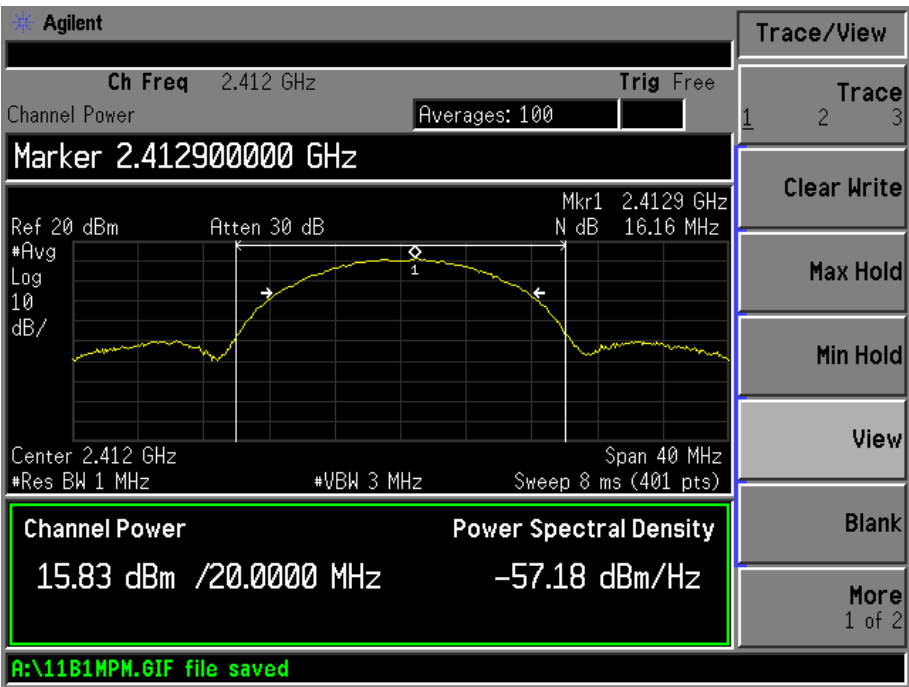 Agilent
Trace/View
Ch Freq 2.412 GHz Trig Free
Channel Power Averages: 100
Trace
1 2 3
Marker 2.412900000 GHz
Clear Write
Mkr1 2.4129 GHz
Ref 20 dBm Atten 30 dB N dB 16.16 MHz
#Avg
Log
10
dB/
1
Max Hold
Min Hold
View
Center 2.412 GHz Span 40 MHz
#Res BW 1 MHz #VBW 3 MHz Sweep 8 ms (401 pts)
Channel Power Power Spectral Density
15.83 dBm /20.0000 MHz -57.18 dBm/Hz
Blank
More
1 of 2
A:\11B1MPM.GIF file saved